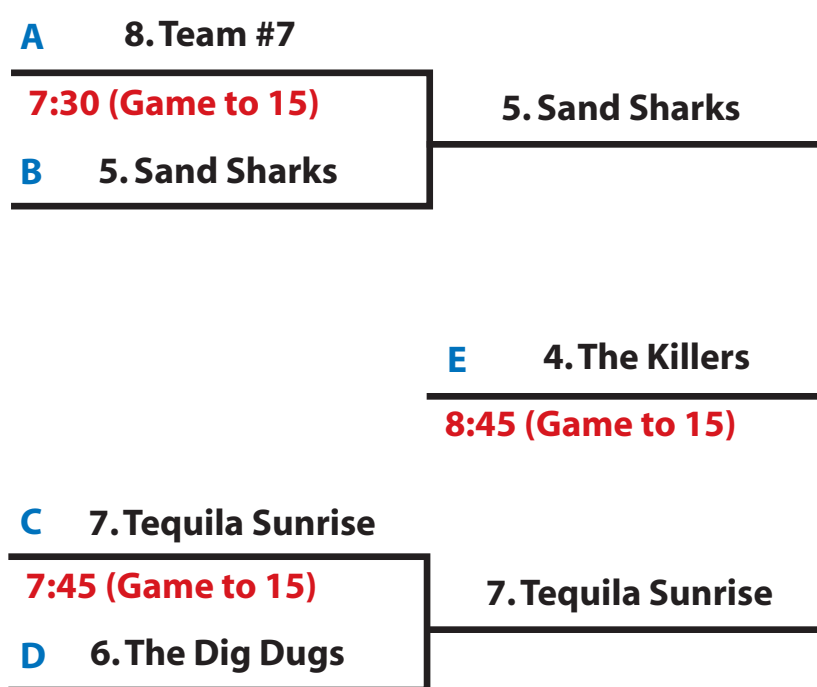 A 8. Team #7
7:30 (Game to 15)
5. Sand Sharks
B 5. Sand Sharks
E 4. The Killers
8:45 (Game to 15)
C 7. Tequila Sunrise
7:45 (Game to 15)
7. Tequila Sunrise
D 6. The Dig Dugs